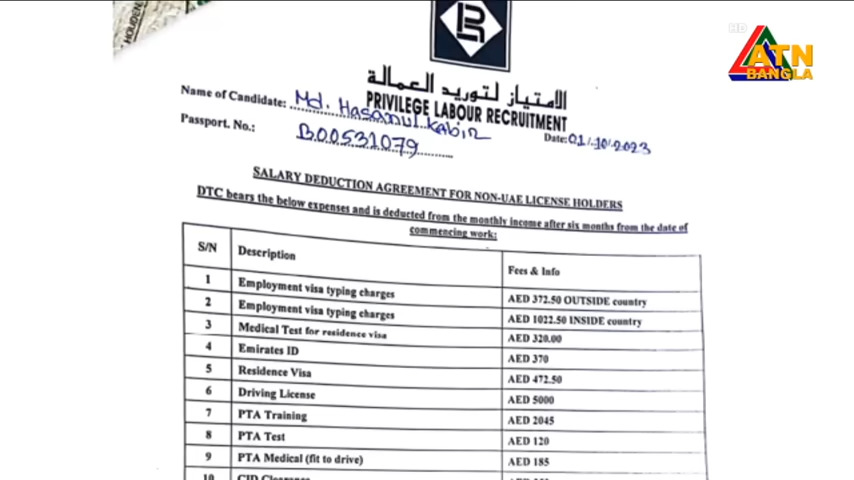 HD
ATN
BANGLA
الامتياز لتوريد العمالة
PRIVILEGE LABOUR RECRUITMENT
Name of Candidate: Md. Hasanul Kabir
Passport. No.: B00531079
Date: 01/10/2023
SALARY DEDUCTION AGREEMENT FOR NON-UAE LICENSE HOLDERS
DTC bears the below expenses and is deducted from the monthly income after six months from the date of
commencing work:
S/N Description Fees & Info
1 Employment visa typing charges AED 372.50 OUTSIDE country
2 Employment visa typing charges AED 1022.50 INSIDE country
3 Medical Test for residence visa AED 320.00
4 Emirates ID AED 370
5 Residence Visa AED 472.50
6 Driving License AED 5000
7 PTA Training AED 2045
8 PTA Test AED 120
9 PTA Medical (fit to drive) AED 185
10 CID Clearance